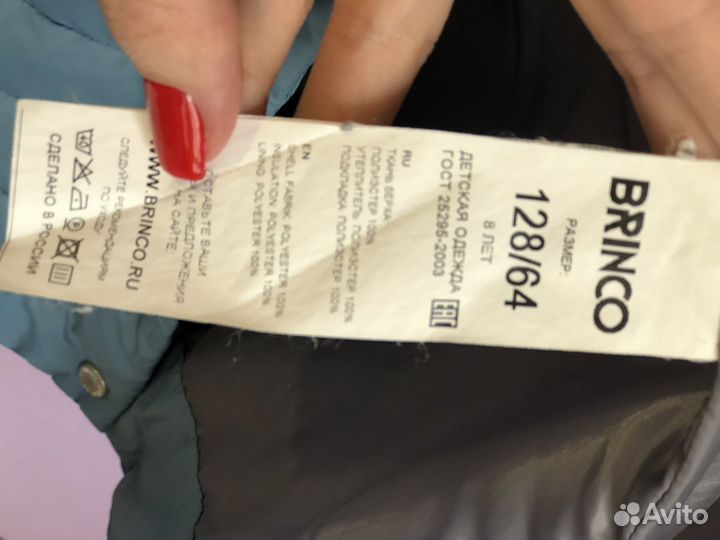 BRINCO
РАЗМЕР:
128/64
8 ЛЕТ
ДЕТСКАЯ ОДЕЖДА
ГОСТ 25295-2003
EAC
RU
ТКАНЬ ВЕРХА:
ПОЛИЭСТЕР 100%
УТЕПЛИТЕЛЬ: ПОЛИЭСТЕР 100%
ПОДКЛАДКА: ПОЛИЭСТЕР 100%
EN
SHELL FABRIK: POLYESTER 100%
INSULATION: POLYESTER 100%
LINING: POLYESTER 100%
ОСТАВЬТЕ ВАШИ
И ПРЕДЛОЖЕНИЯ
НА САЙТЕ:
WWW.BRINCO.RU
СЛЕДУЙТЕ РЕКОМЕНДАЦИЯМ
ПО УХОДУ:
СДЕЛАНО В РОССИИ
Avito